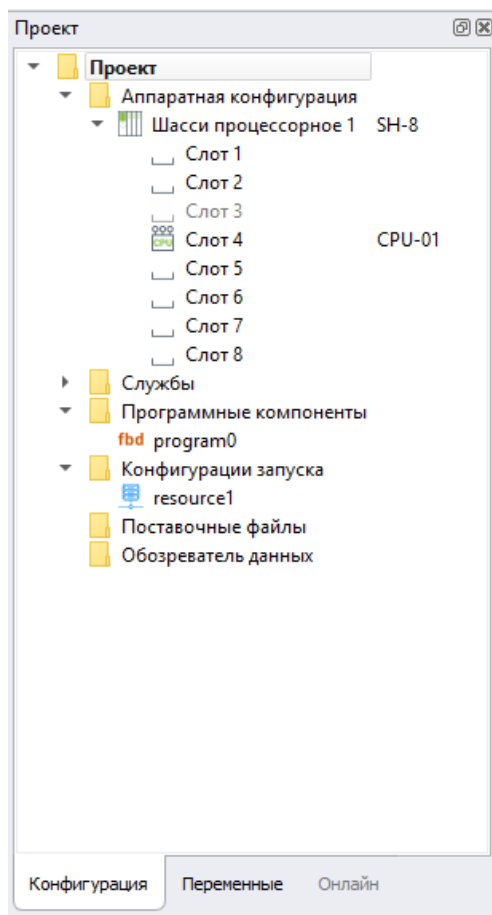 Проект
Проект
Аппаратная конфигурация
Шасси процессорное 1 SH-8
Слот 1
Слот 2
Слот 3
CPU Слот 4 CPU-01
Слот 5
Слот 6
Слот 7
Слот 8
Службы
Программные компоненты
fbd program0
Конфигурации запуска
resource1
Поставочные файлы
Обозреватель данных
Конфигурация Переменные Онлайн